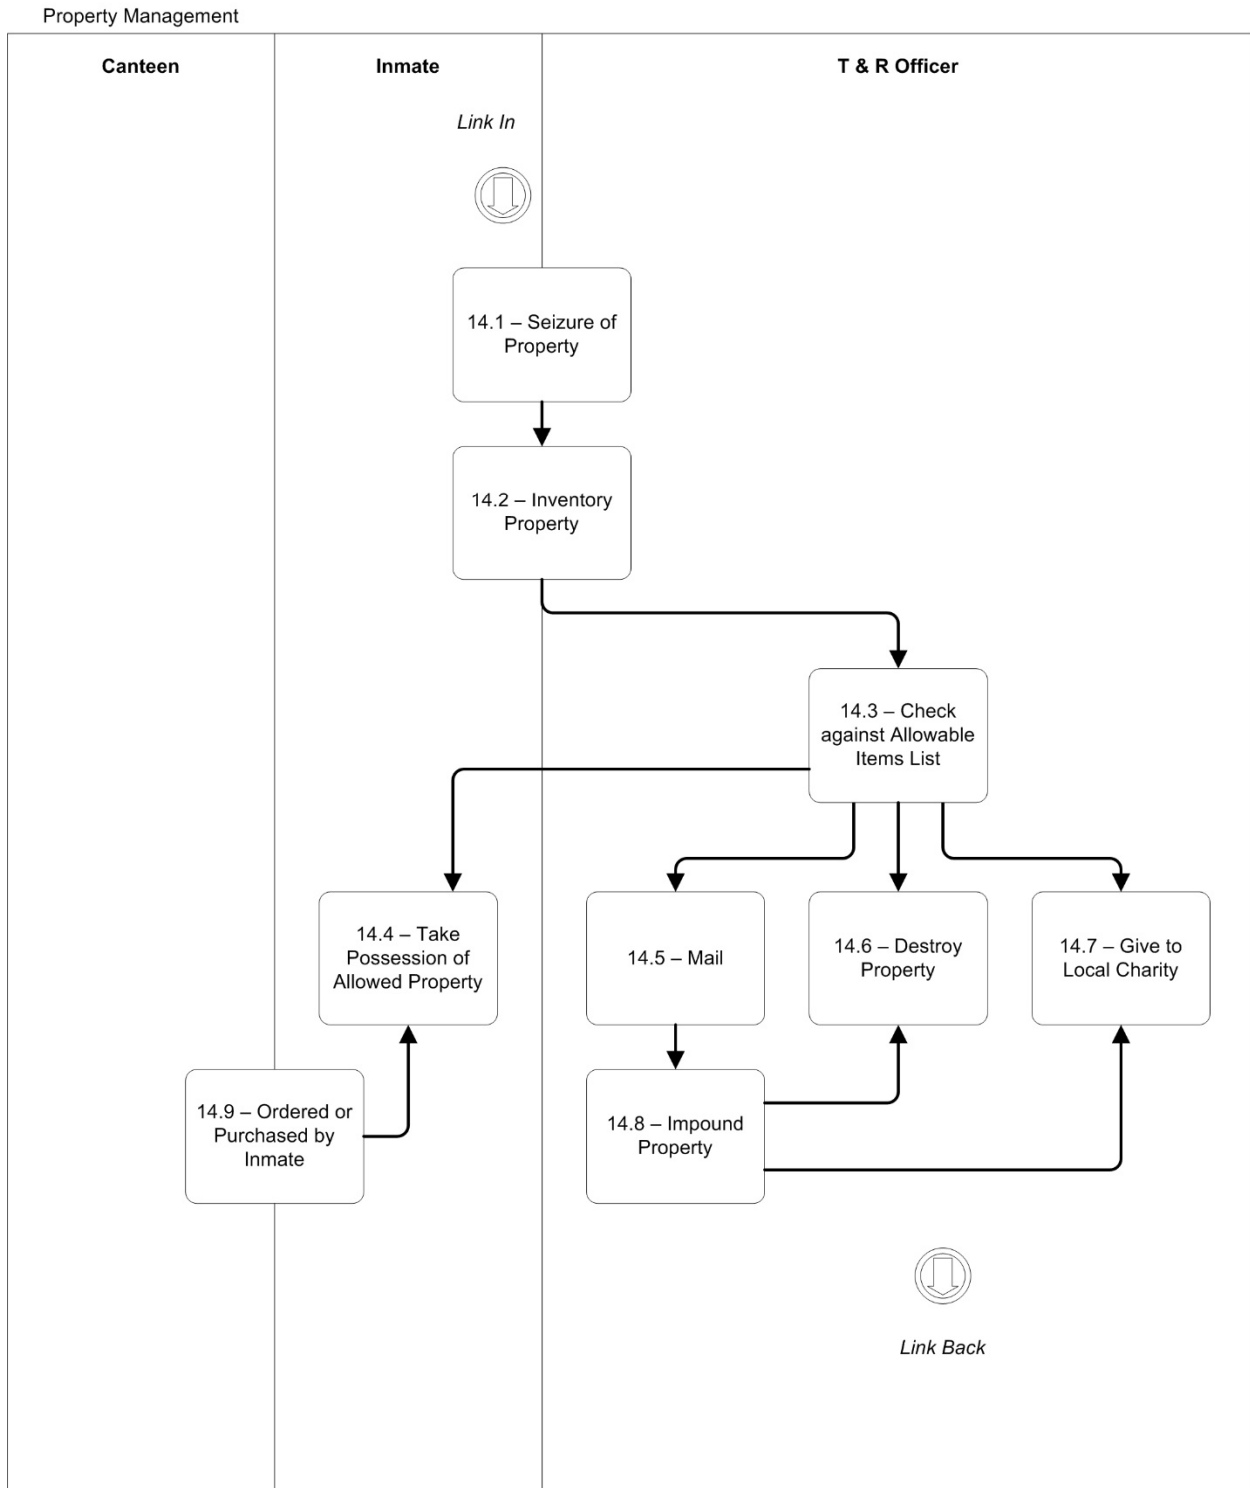 Property Management
Canteen
Inmate
T & R Officer
Link In
14.1 – Seizure of
Property
14.2 – Inventory
Property
14.3 – Check
against Allowable
Items List
14.4 – Take
Possession of
Allowed Property
14.5 – Mail
14.6 – Destroy
Property
14.7 – Give to
Local Charity
14.9 – Ordered or
Purchased by
Inmate
14.8 – Impound
Property
Link Back